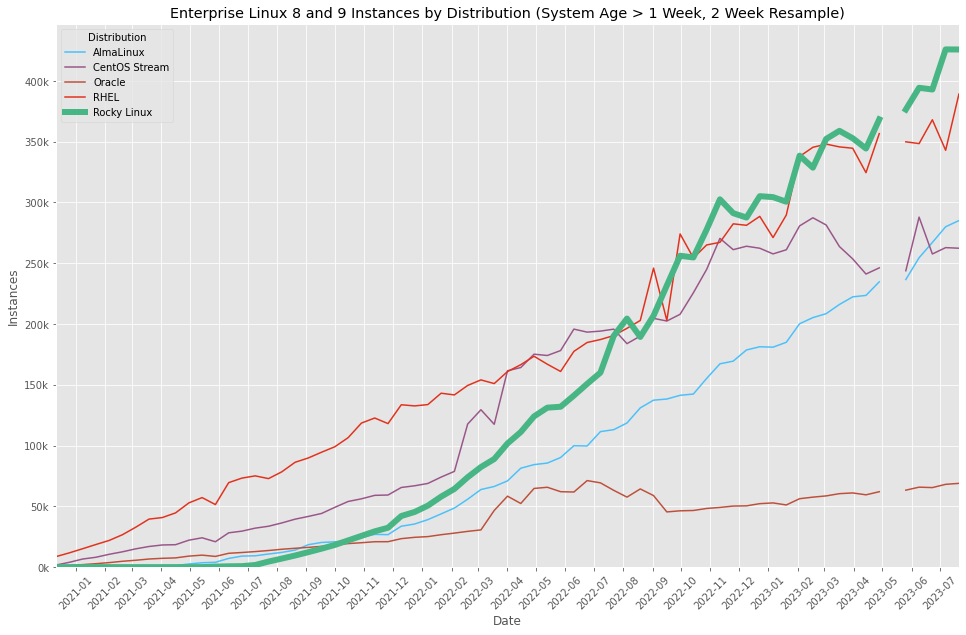 Enterprise Linux 8 and 9 Instances by Distribution (System Age > 1 Week, 2 Week Resample)
Distribution
AlmaLinux
CentOS Stream
Oracle
RHEL
Rocky Linux
Instances
400k
350k
300k
250k
200k
150k
100k
50k
0k
2021-01
2021-02
2021-03
2021-04
2021-05
2021-06
2021-07
2021-08
2021-09
2021-10
2021-11
2021-12
2022-01
2022-02
2022-03
2022-04
2022-05
2022-06
2022-07
2022-08
2022-09
2022-10
2022-11
2022-12
2023-01
2023-02
2023-03
2023-04
2023-05
2023-06
2023-07
Date